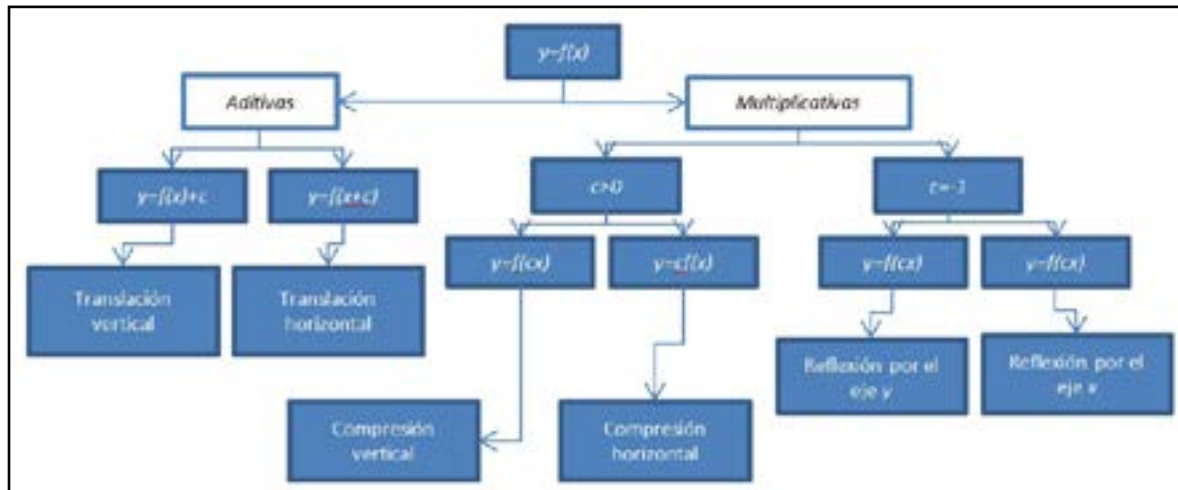 y=f(x)
Aditivas
Multiplicativas
y=f(x)+c
y=f(x+c)
c>0
c=-1
y=f(cx)
y=cf(x)
y=f(cx)
y=f(cx)
Translación
vertical
Translación
horizontal
Reflexión por el
eje y
Reflexión por el
eje x
Compresión
vertical
Compresión
horizontal